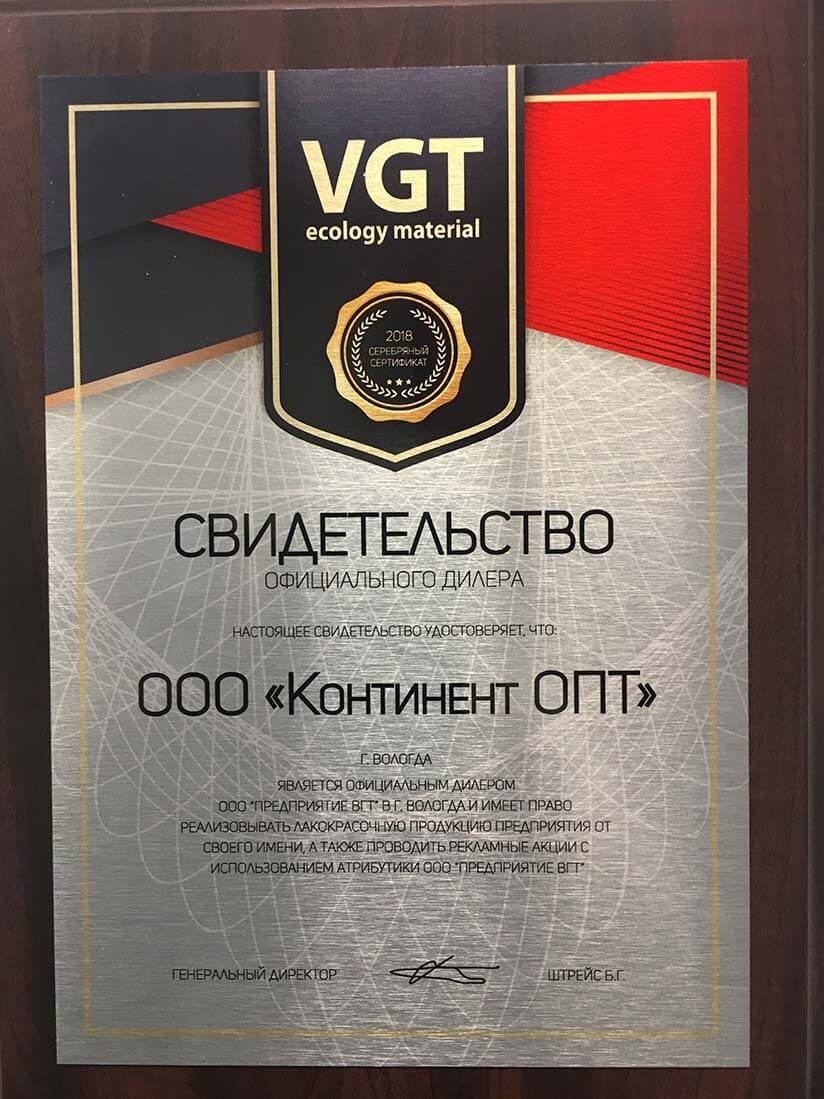 VGT
ecology material
2018
СЕРЕБРЯНЫЙ
СЕРТИФИКАТ
СВИДЕТЕЛЬСТВО
ОФИЦИАЛЬНОГО ДИЛЕРА
НАСТОЯЩЕЕ СВИДЕТЕЛЬСТВО УДОСТОВЕРЯЕТ, ЧТО:
ООО «Континент ОПТ»
Г. ВОЛОГДА
ЯВЛЯЕТСЯ ОФИЦИАЛЬНЫМ ДИЛЕРОМ
ООО "ПРЕДПРИЯТИЕ ВГТ" В Г. ВОЛОГДА И ИМЕЕТ ПРАВО
РЕАЛИЗОВЫВАТЬ ЛАКОКРАСОЧНУЮ ПРОДУКЦИЮ ПРЕДПРИЯТИЯ ОТ
СВОЕГО ИМЕНИ, А ТАКЖЕ ПРОВОДИТЬ РЕКЛАМНЫЕ АКЦИИ С
ИСПОЛЬЗОВАНИЕМ АТРИБУТИКИ ООО "ПРЕДПРИЯТИЕ ВГТ"
ГЕНЕРАЛЬНЫЙ ДИРЕКТОР ШТРЕЙС Б.Г.